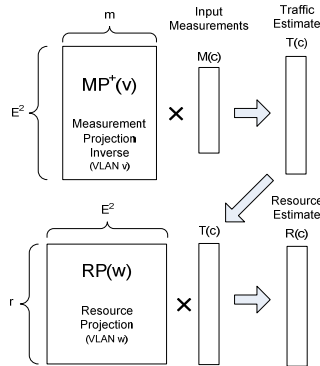 m
Input
Measurements
Traffic
Estimate
M(c)
T(c)
E²
MP⁺(v)
Measurement
Projection
Inverse
(VLAN v)
×
E²
Resource
Estimate
T(c)
R(c)
r
RP(w)
Resource
Projection
(VLAN w)
×